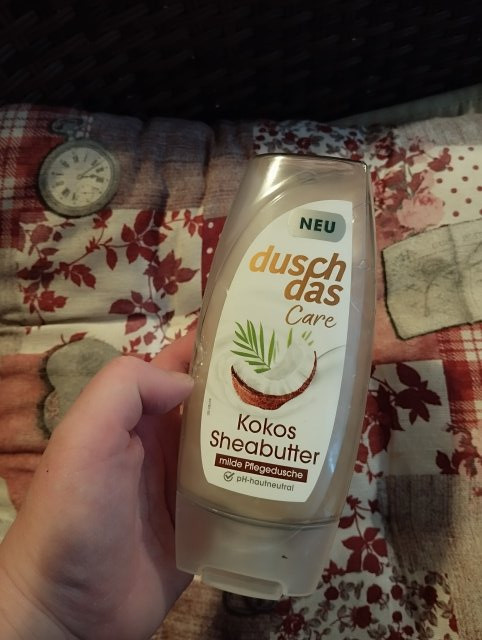 NEU
dusch
das
Care
Kokos
Sheabutter
milde Pflegedusche
pH-hautneutral